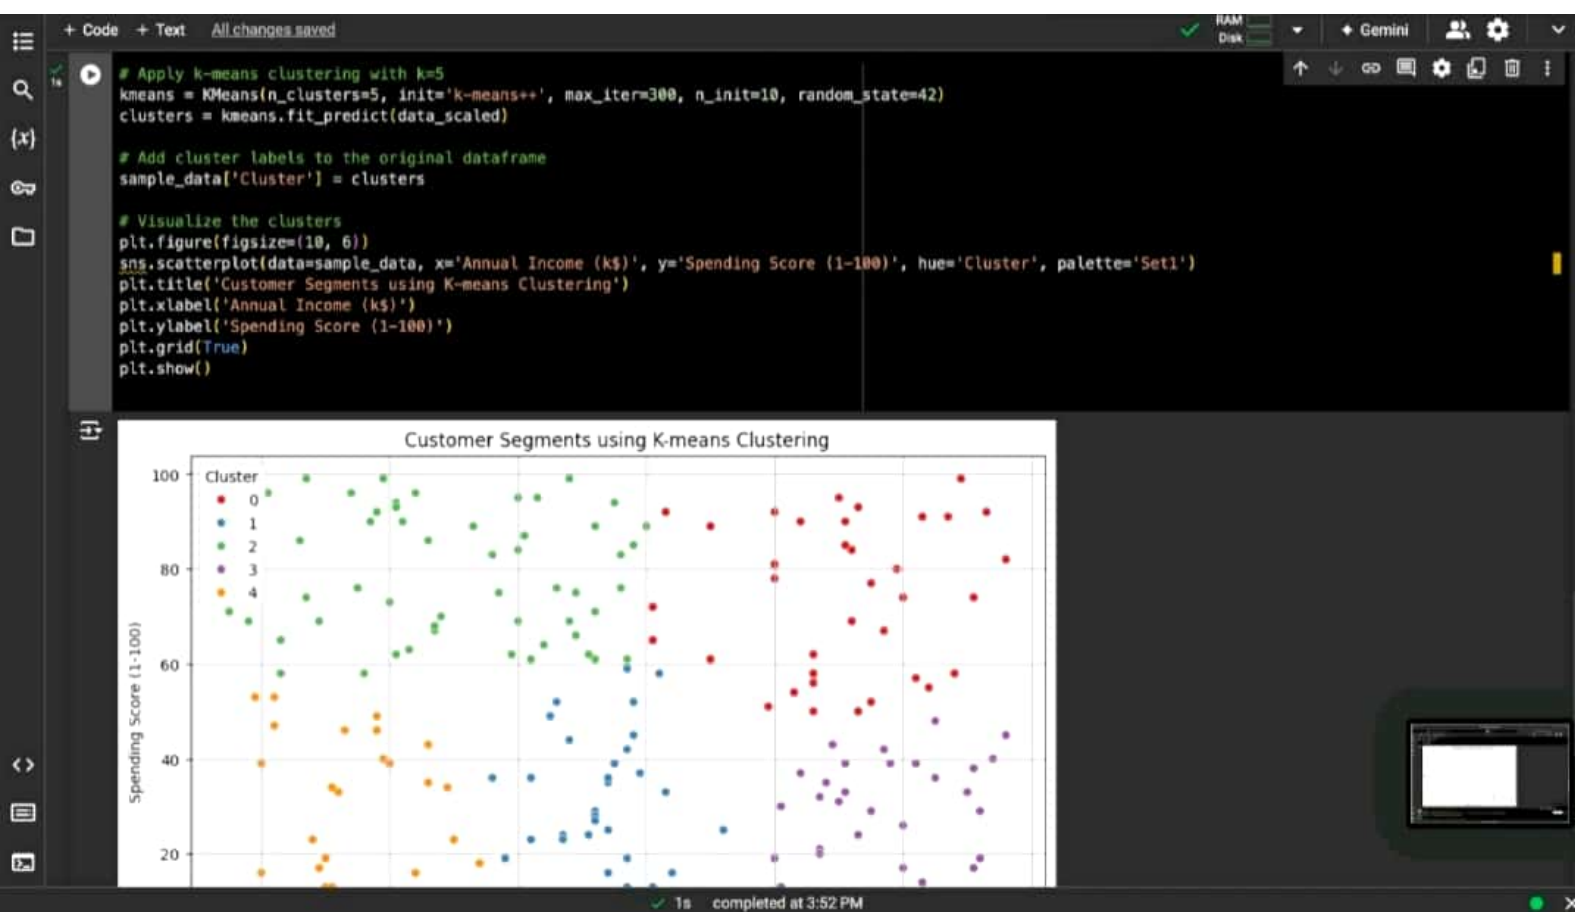 + Code + Text All changes saved
RAM
Disk
Gemini
1s
# Apply k-means clustering with k=5
kmeans = KMeans(n_clusters=5, init='k-means++', max_iter=300, n_init=10, random_state=42)
clusters = kmeans.fit_predict(data_scaled)
# Add cluster labels to the original dataframe
sample_data['Cluster'] = clusters
# Visualize the clusters
plt.figure(figsize=(10, 6))
sns.scatterplot(data=sample_data, x='Annual Income (k$)', y='Spending Score (1-100)', hue='Cluster', palette='Set1')
plt.title('Customer Segments using K-means Clustering')
plt.xlabel('Annual Income (k$)')
plt.ylabel('Spending Score (1-100)')
plt.grid(True)
plt.show()
Customer Segments using K-means Clustering
Cluster
0
1
2
3
4
100
80
60
40
20
Spending Score (1-100)
1s completed at 3:52 PM